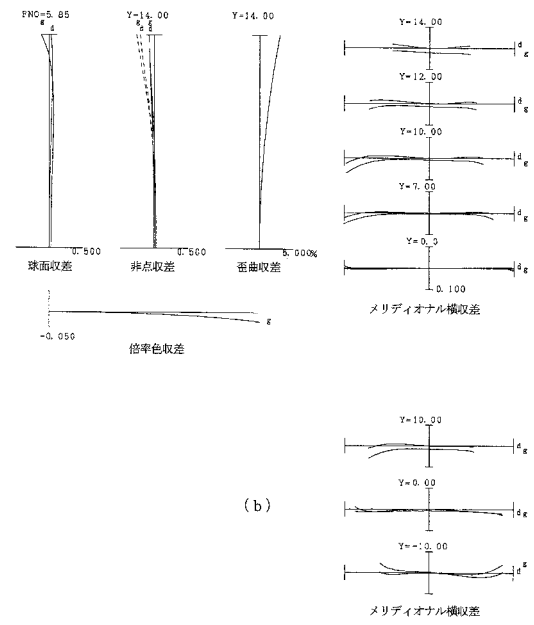 FNO=5.85
g
d
0.500
球面収差
Y=14.00
g g
d d
0.500
非点収差
Y=14.00
5.000%
歪曲収差
g
-0.050
倍率色収差
Y=14.00
d
g
Y=12.00
d
g
Y=10.00
d
g
Y=7.00
d
g
Y=0.0
d
g
0.100
メリディオナル横収差
(b)
Y=10.00
d
g
Y=0.00
d
g
Y=-10.00
g
d
メリディオナル横収差